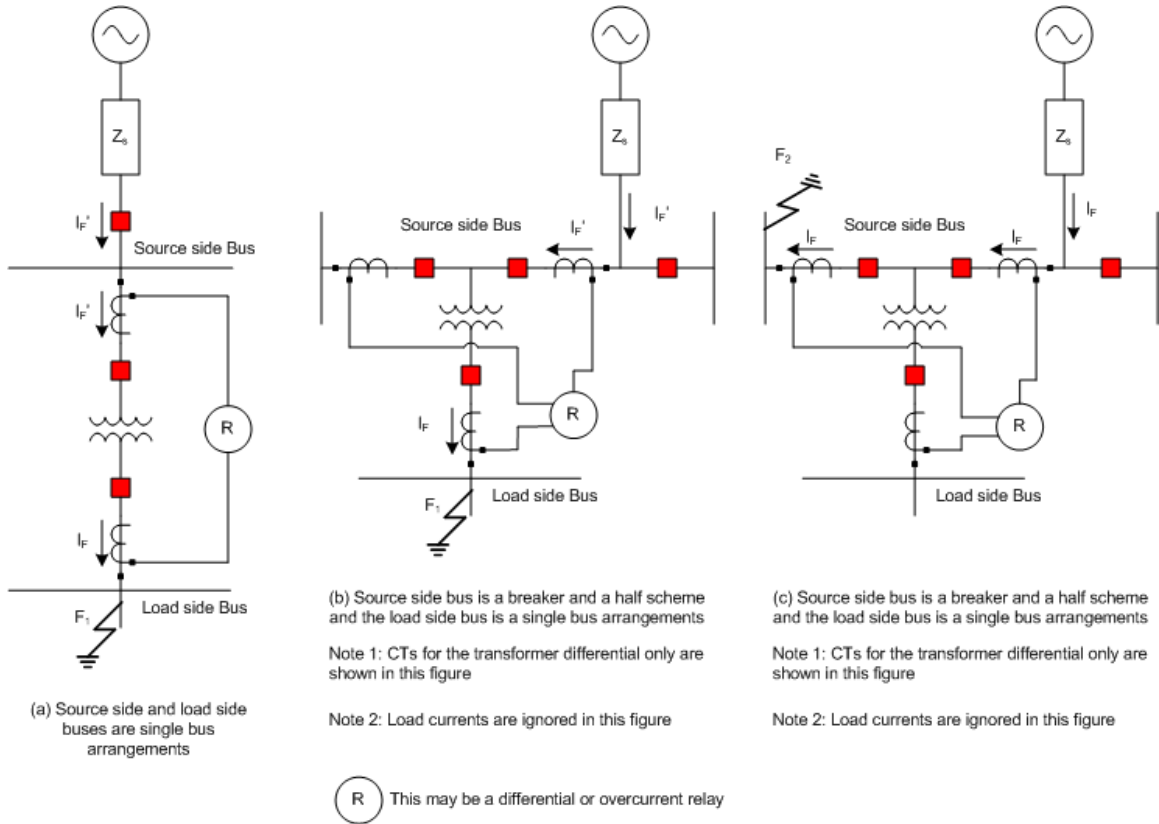 Zs
IF'
Source side Bus
IF'
R
IF
Load side Bus
F1
(a) Source side and load side
buses are single bus
arrangements
Zs
IF'
Source side Bus
IF'
R
IF
Load side Bus
F1
(b) Source side bus is a breaker and a half scheme
and the load side bus is a single bus arrangements
Note 1: CTs for the transformer differential only are
shown in this figure
Note 2: Load currents are ignored in this figure
Zs
F2
IF
Source side Bus
IF
IF
R
Load side Bus
(c) Source side bus is a breaker and a half scheme
and the load side bus is a single bus arrangements
Note 1: CTs for the transformer differential only are
shown in this figure
Note 2: Load currents are ignored in this figure
R This may be a differential or overcurrent relay